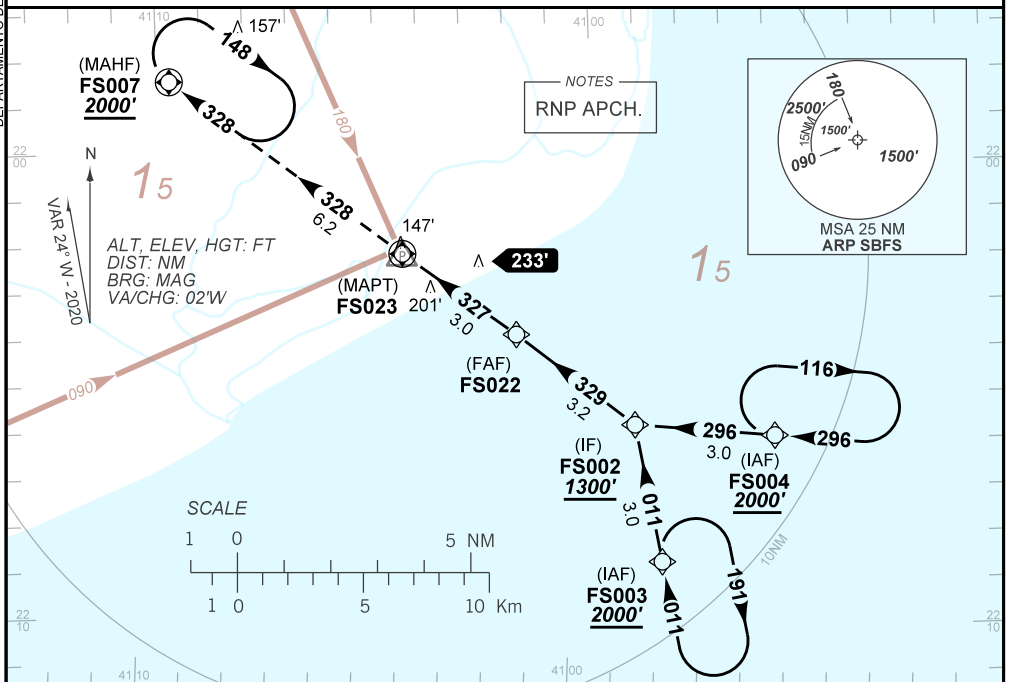 41 10
41 00
157'
148
(MAHF)
FS007
2000'
328
NOTES
RNP APCH.
180
2500'
15NM
1500'
090
1500'
MSA 25 NM
ARP SBFS
22
00
22
00
N
1 5
180
328
6.2
VAR 24° W - 2020
ALT, ELEV, HGT: FT
DIST: NM
BRG: MAG
VA/CHG: 02'W
147'
P
(MAPT)
FS023
201'
233'
1 5
327
3.0
(FAF)
FS022
090
329
3.2
116
296
296
3.0
(IF)
FS002
1300'
(IAF)
FS004
2000'
011
3.0
SCALE
1 0 5 NM
1 0 5 10 Km
10NM
(IAF)
FS003
2000'
191
011
22
10
22
10
41 10
41 00